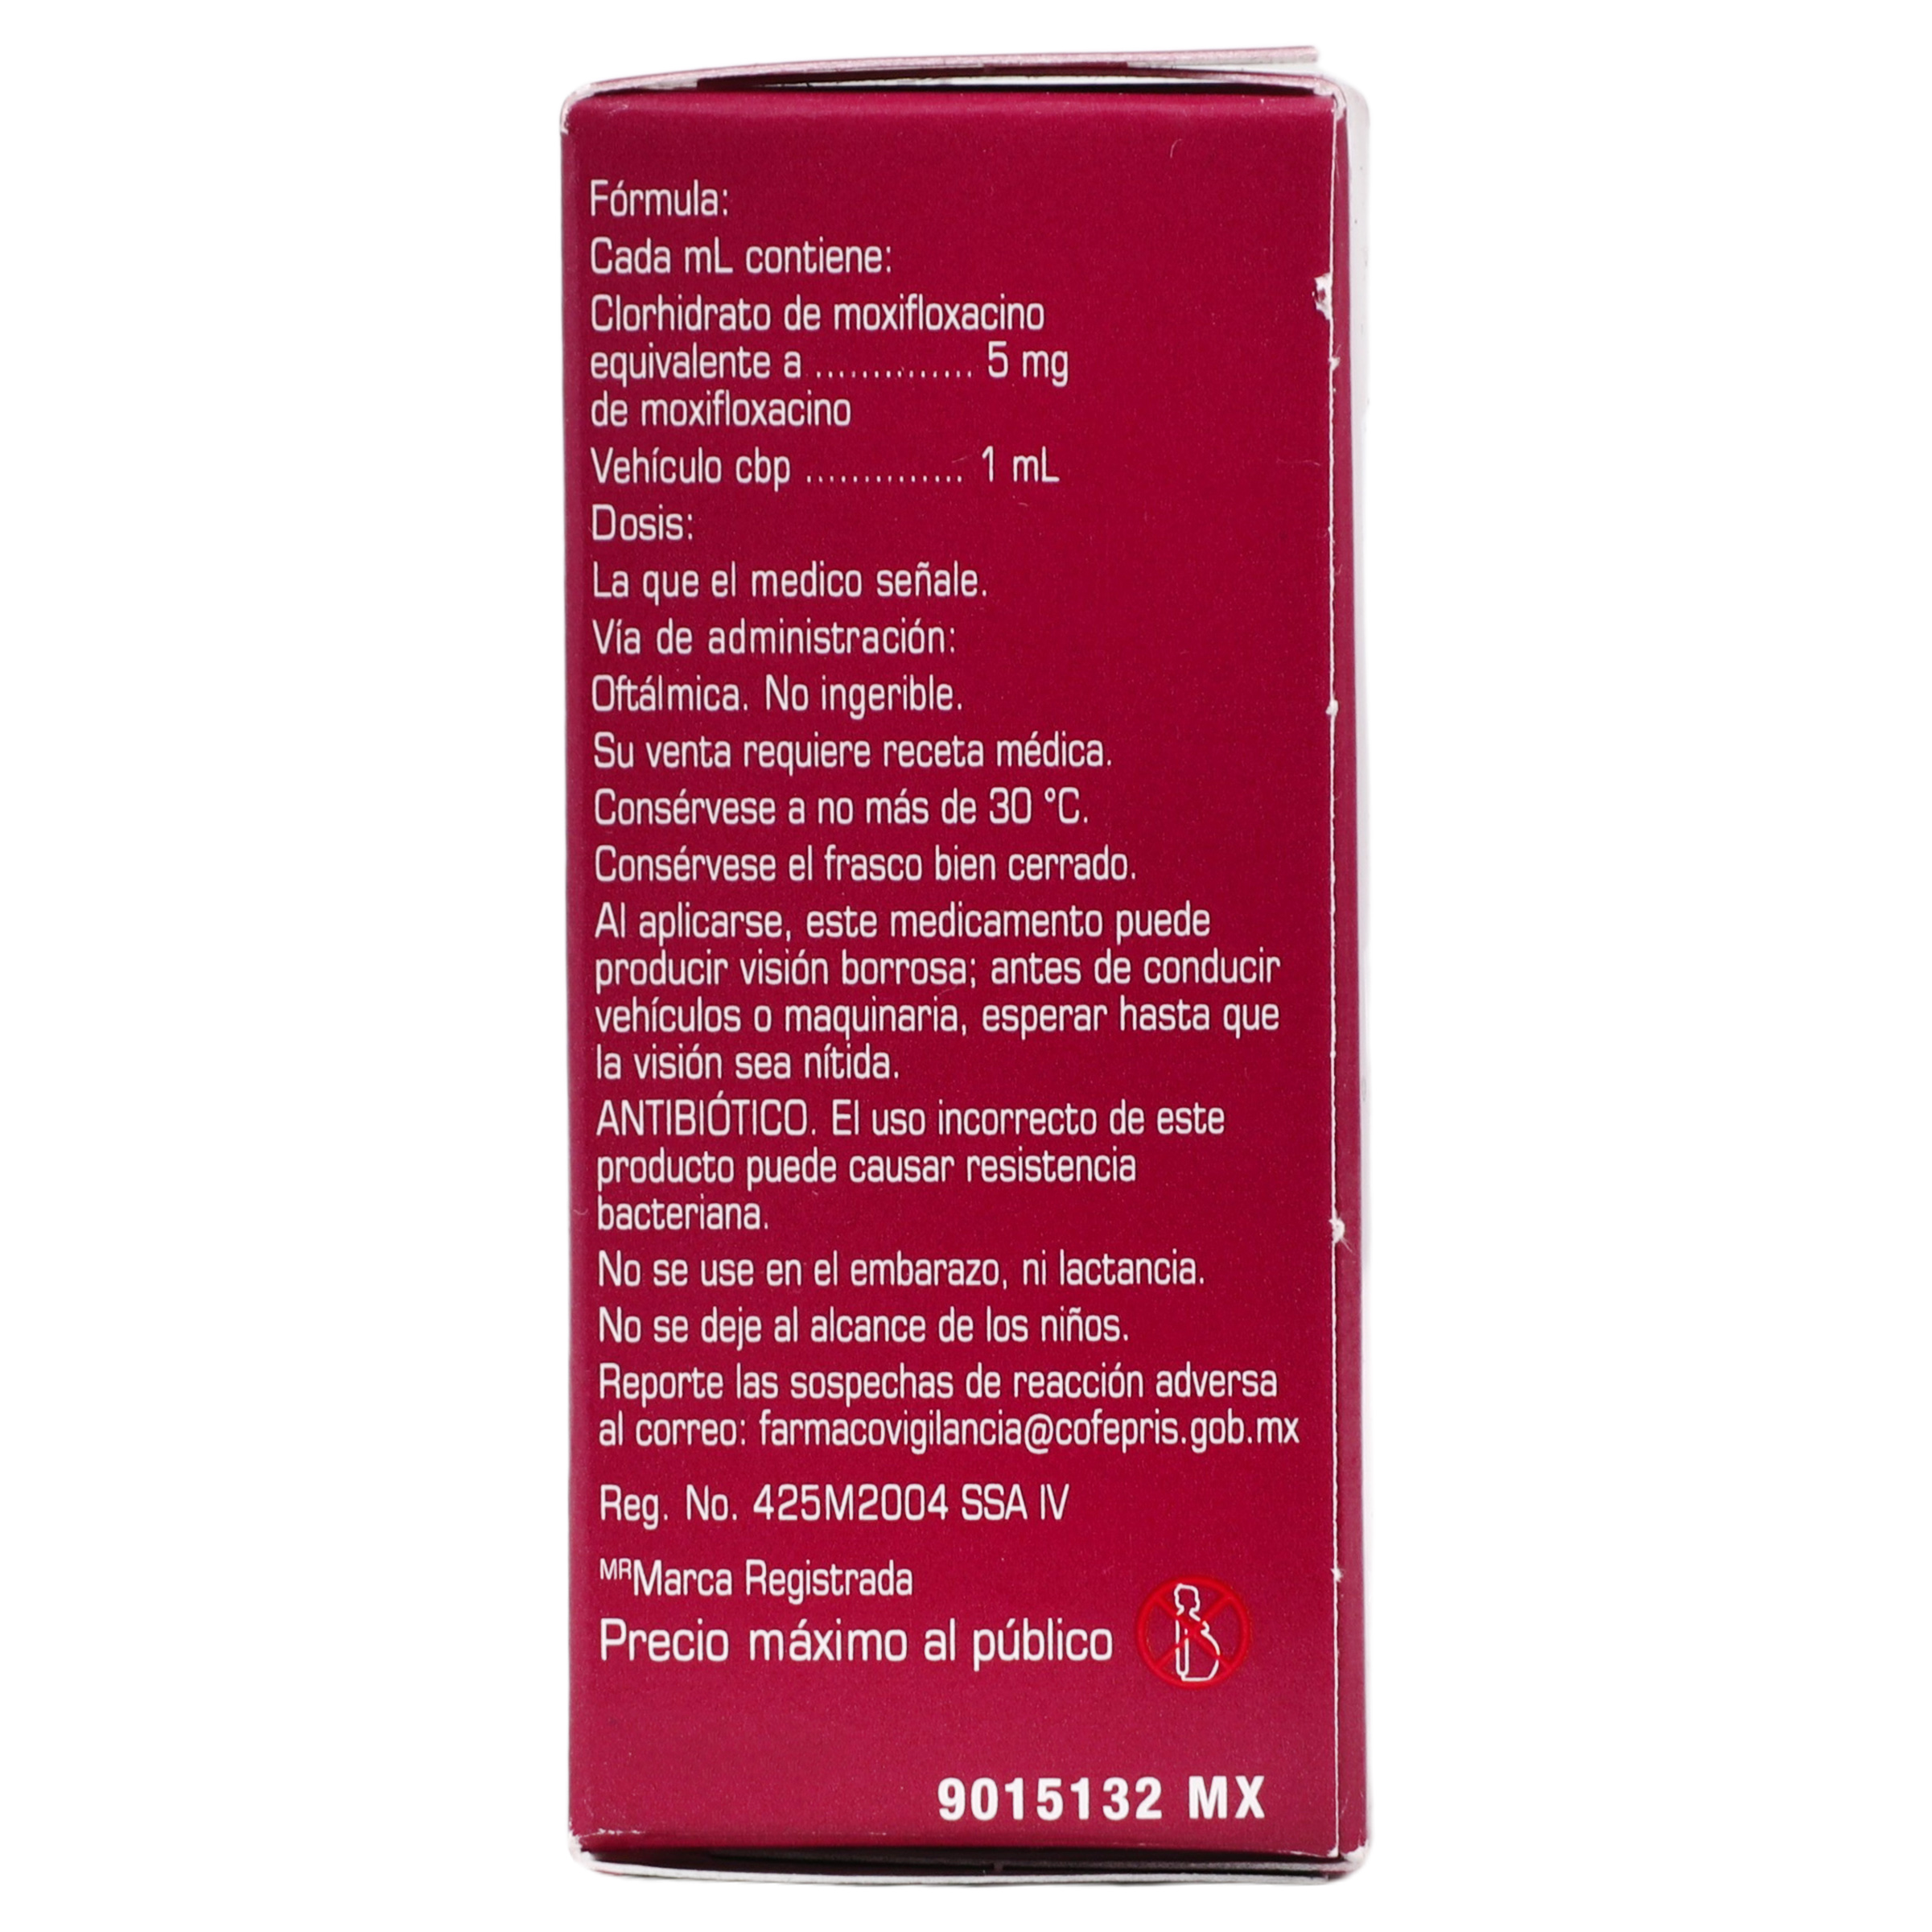 Fórmula:
Cada mL contiene:
Clorhidrato de moxifloxacino
equivalente a .............. 5 mg
de moxifloxacino
Vehículo cbp .............. 1 mL
Dosis:
La que el medico señale.
Vía de administración:
Oftálmica. No ingerible.
Su venta requiere receta médica.
Consérvese a no más de 30 °C.
Consérvese el frasco bien cerrado.
Al aplicarse, este medicamento puede
producir visión borrosa; antes de conducir
vehículos o maquinaria, esperar hasta que
la visión sea nítida.
ANTIBIÓTICO. El uso incorrecto de este
producto puede causar resistencia
bacteriana.
No se use en el embarazo, ni lactancia.
No se deje al alcance de los niños.
Reporte las sospechas de reacción adversa
al correo: farmacovigilancia@cofepris.gob.mx
Reg. No. 425M2004 SSA IV
MRMarca Registrada
Precio máximo al público
9015132 MX